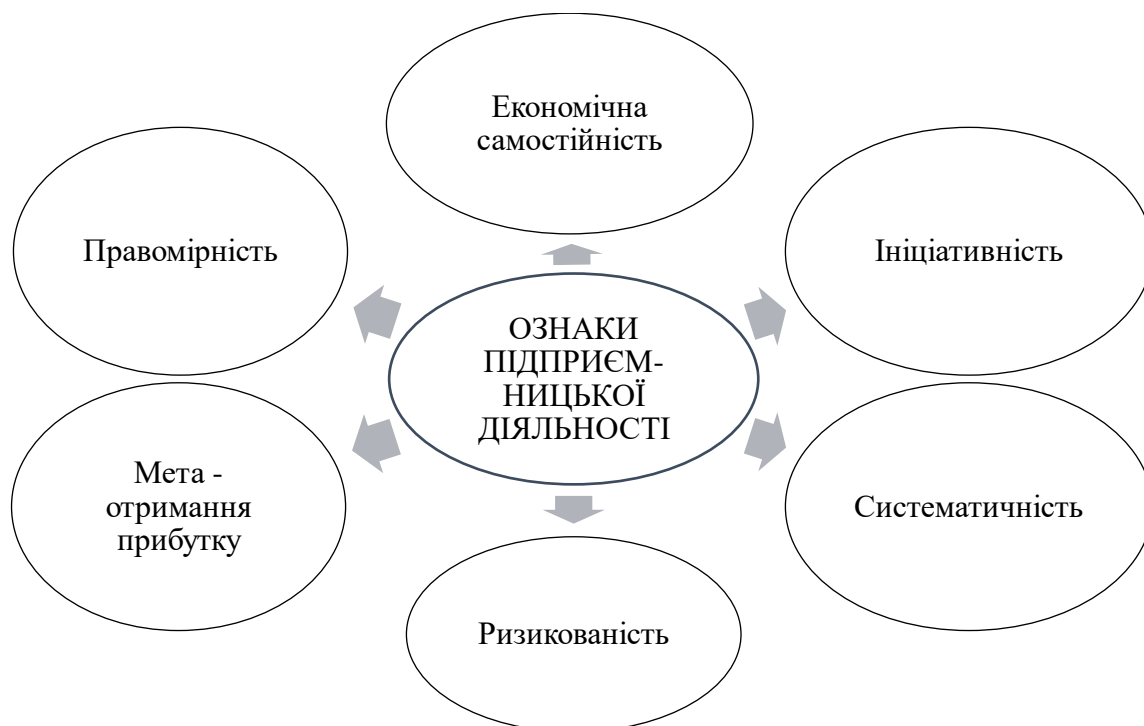 Економічна
самостійність
Правомірність
Ініціативність
ОЗНАКИ
ПІДПРИЄМ-
НИЦЬКОЇ
ДІЯЛЬНОСТІ
Мета -
отримання
прибутку
Систематичність
Ризикованість